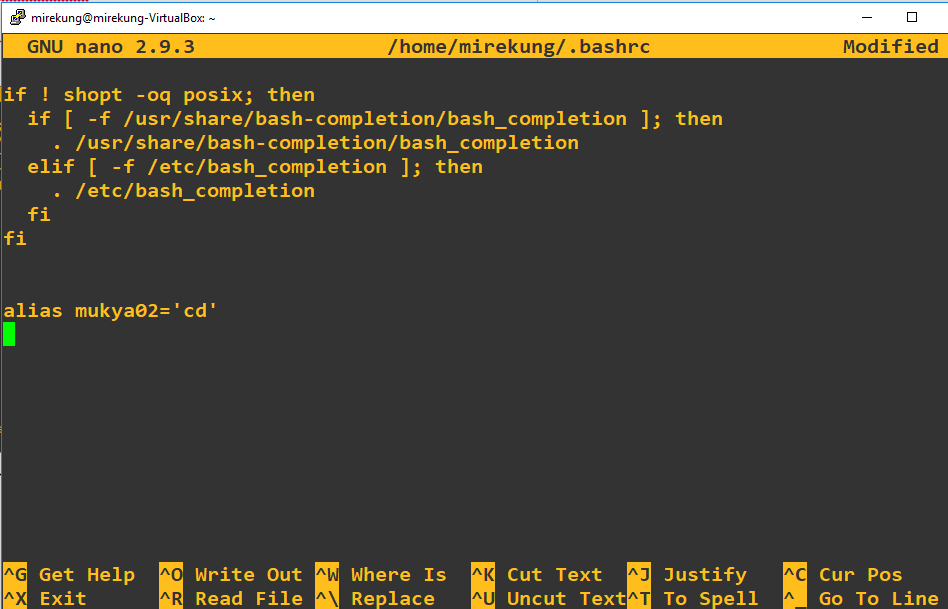 mirekung@mirekung-VirtualBox: ~
GNU nano 2.9.3 /home/mirekung/.bashrc Modified
if ! shopt -oq posix; then
  if [ -f /usr/share/bash-completion/bash_completion ]; then
    . /usr/share/bash-completion/bash_completion
  elif [ -f /etc/bash_completion ]; then
    . /etc/bash_completion
  fi
fi
alias mukya02='cd'
^G Get Help ^O Write Out ^W Where Is ^K Cut Text ^J Justify ^C Cur Pos
^X Exit ^R Read File ^\ Replace ^U Uncut Text ^T To Spell ^_ Go To Line